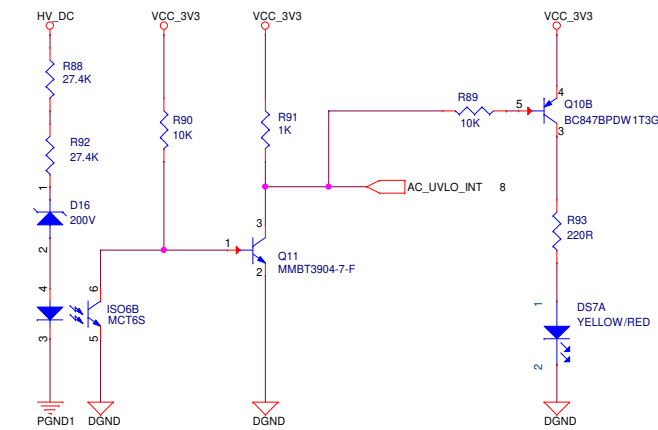 HV_DC
VCC_3V3
VCC_3V3
VCC_3V3
R88
27.4K
R92
27.4K
R90
10K
R91
1K
R89
10K
4
5
3
Q10B
BC847BPDW1T3G
1
D16
200V
2
AC_UVLO_INT 8
R93
220R
3
1
2
Q11
MMBT3904-7-F
4
3
6
5
ISO6B
MCT6S
1
DS7A
YELLOW/RED
2
PGND1
DGND
DGND
DGND